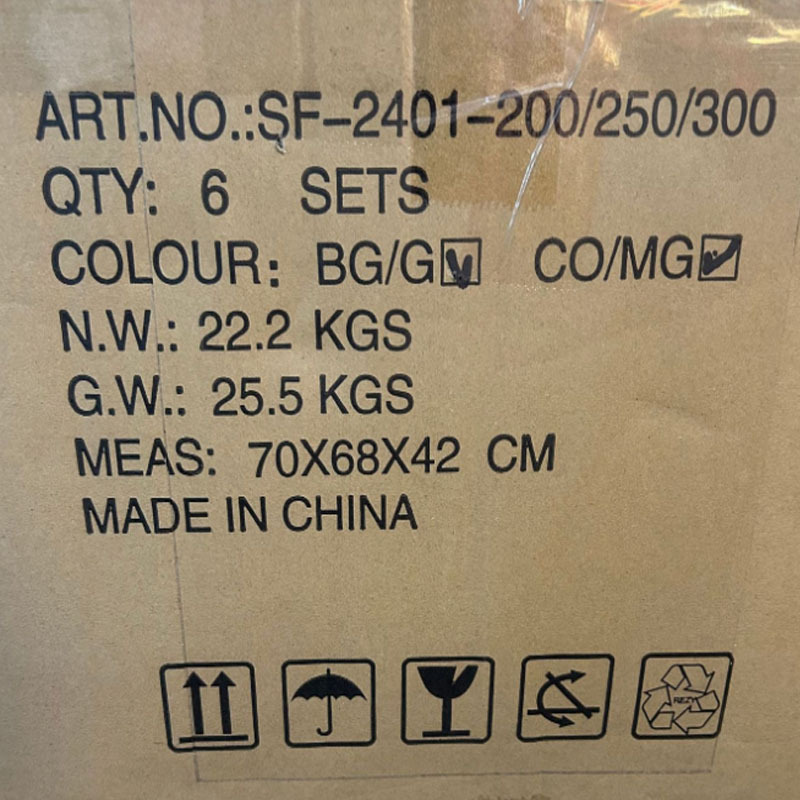 ART.NO.:SF-2401-200/250/300
QTY: 6 SETS
COLOUR: BG/G CO/MG
N.W.: 22.2 KGS
G.W.: 25.5 KGS
MEAS: 70X68X42 CM
MADE IN CHINA
RESY